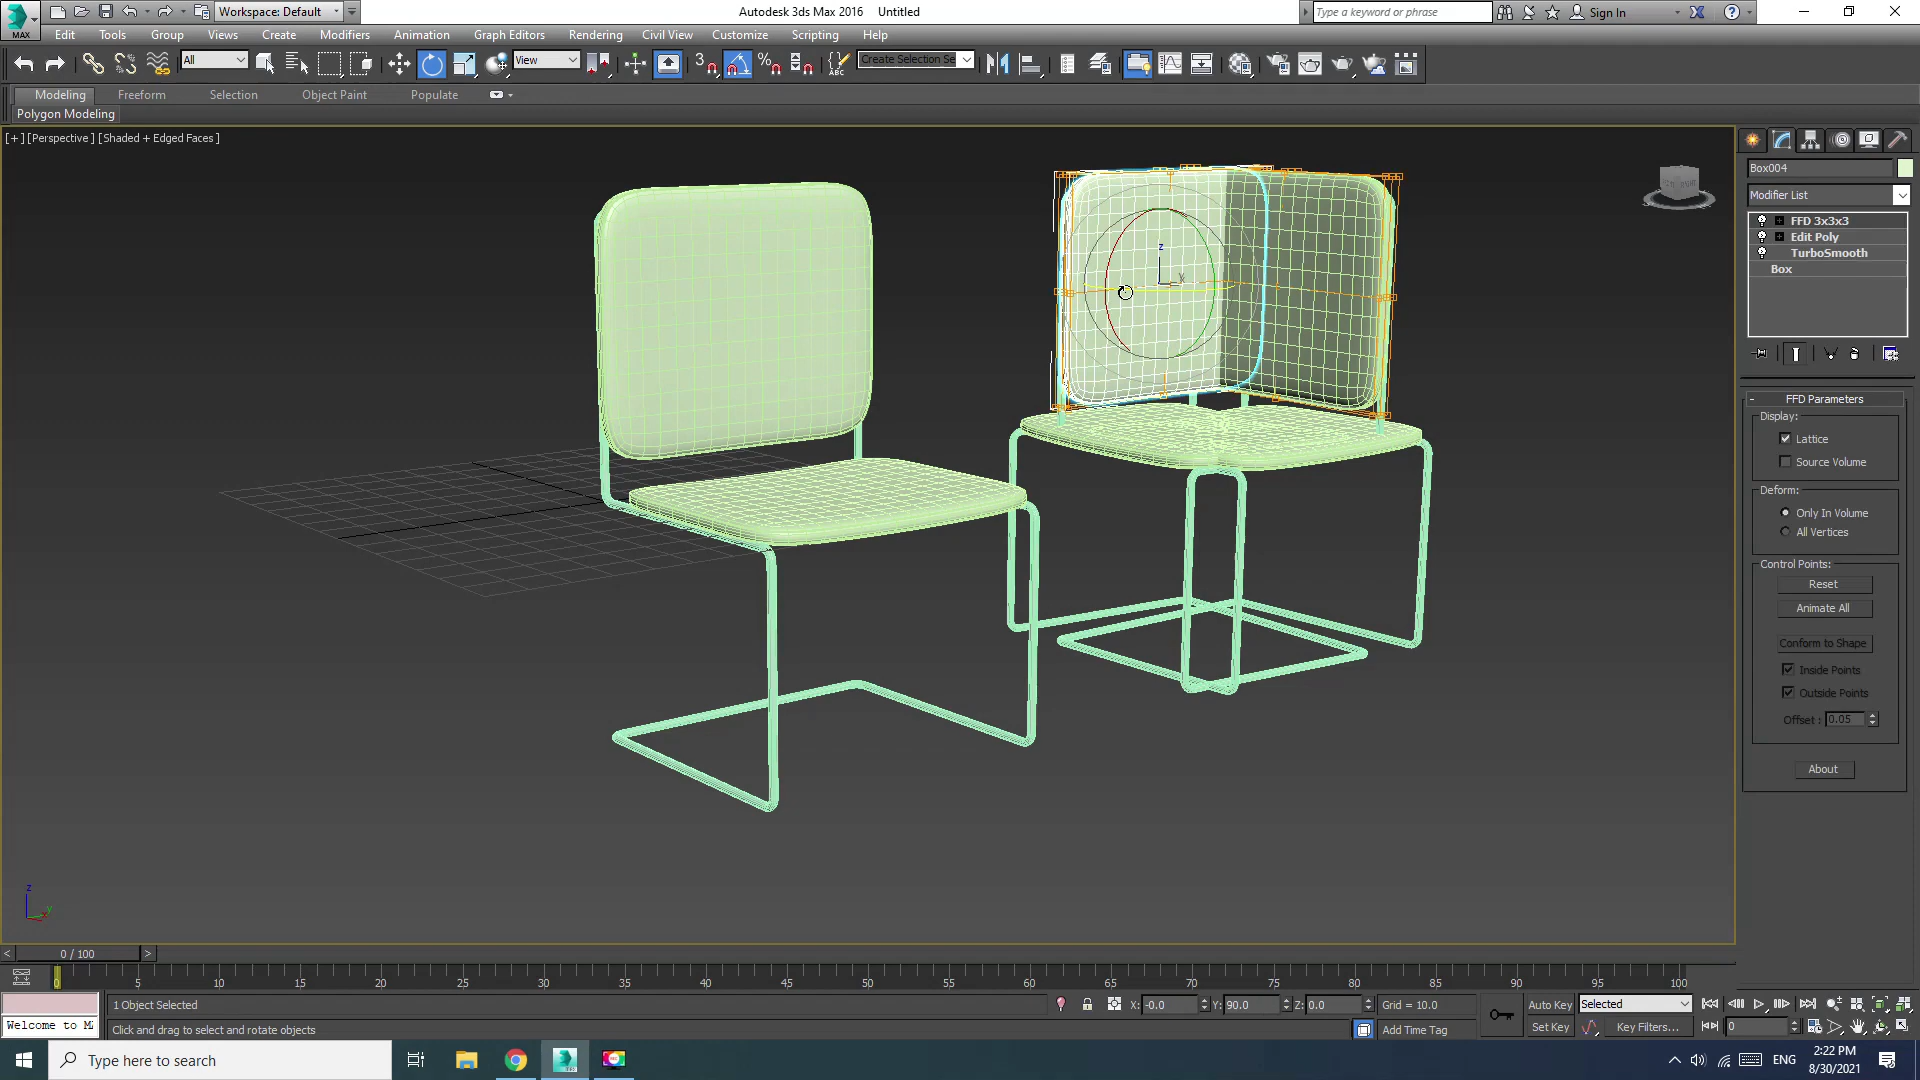 Workspace: Default
Autodesk 3ds Max 2016 Untitled
Type a keyword or phrase
Sign In
MAX
Edit Tools Group Views Create Modifiers Animation Graph Editors Rendering Civil View Customize Scripting Help
All
View
3
Create Selection Se
Modeling Freeform Selection Object Paint Populate
Polygon Modeling
[+] [Perspective] [Shaded + Edged Faces]
Box004
Modifier List
FFD 3x3x3
Edit Poly
TurboSmooth
Box
- FFD Parameters
Display:
Lattice
Source Volume
Deform:
Only In Volume
All Vertices
Control Points:
Reset
Animate All
Conform to Shape
Inside Points
Outside Points
Offset : 0.05
About
z
z
< 0 / 100 >
0 5 10 15 20 25 30 35 40 45 50 55 60 65 70 75 80 85 90 95 100
1 Object Selected
X: -0.0 Y: 90.0 Z: 0.0 Grid = 10.0
Auto Key Selected
Welcome to M
Click and drag to select and rotate objects
Add Time Tag
Set Key Key Filters... 0
Type here to search
ENG
2:22 PM
8/30/2021